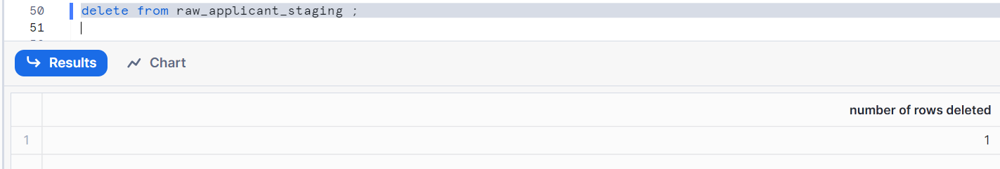 50 delete from raw_applicant_staging ;
51
Results Chart
number of rows deleted
1 1